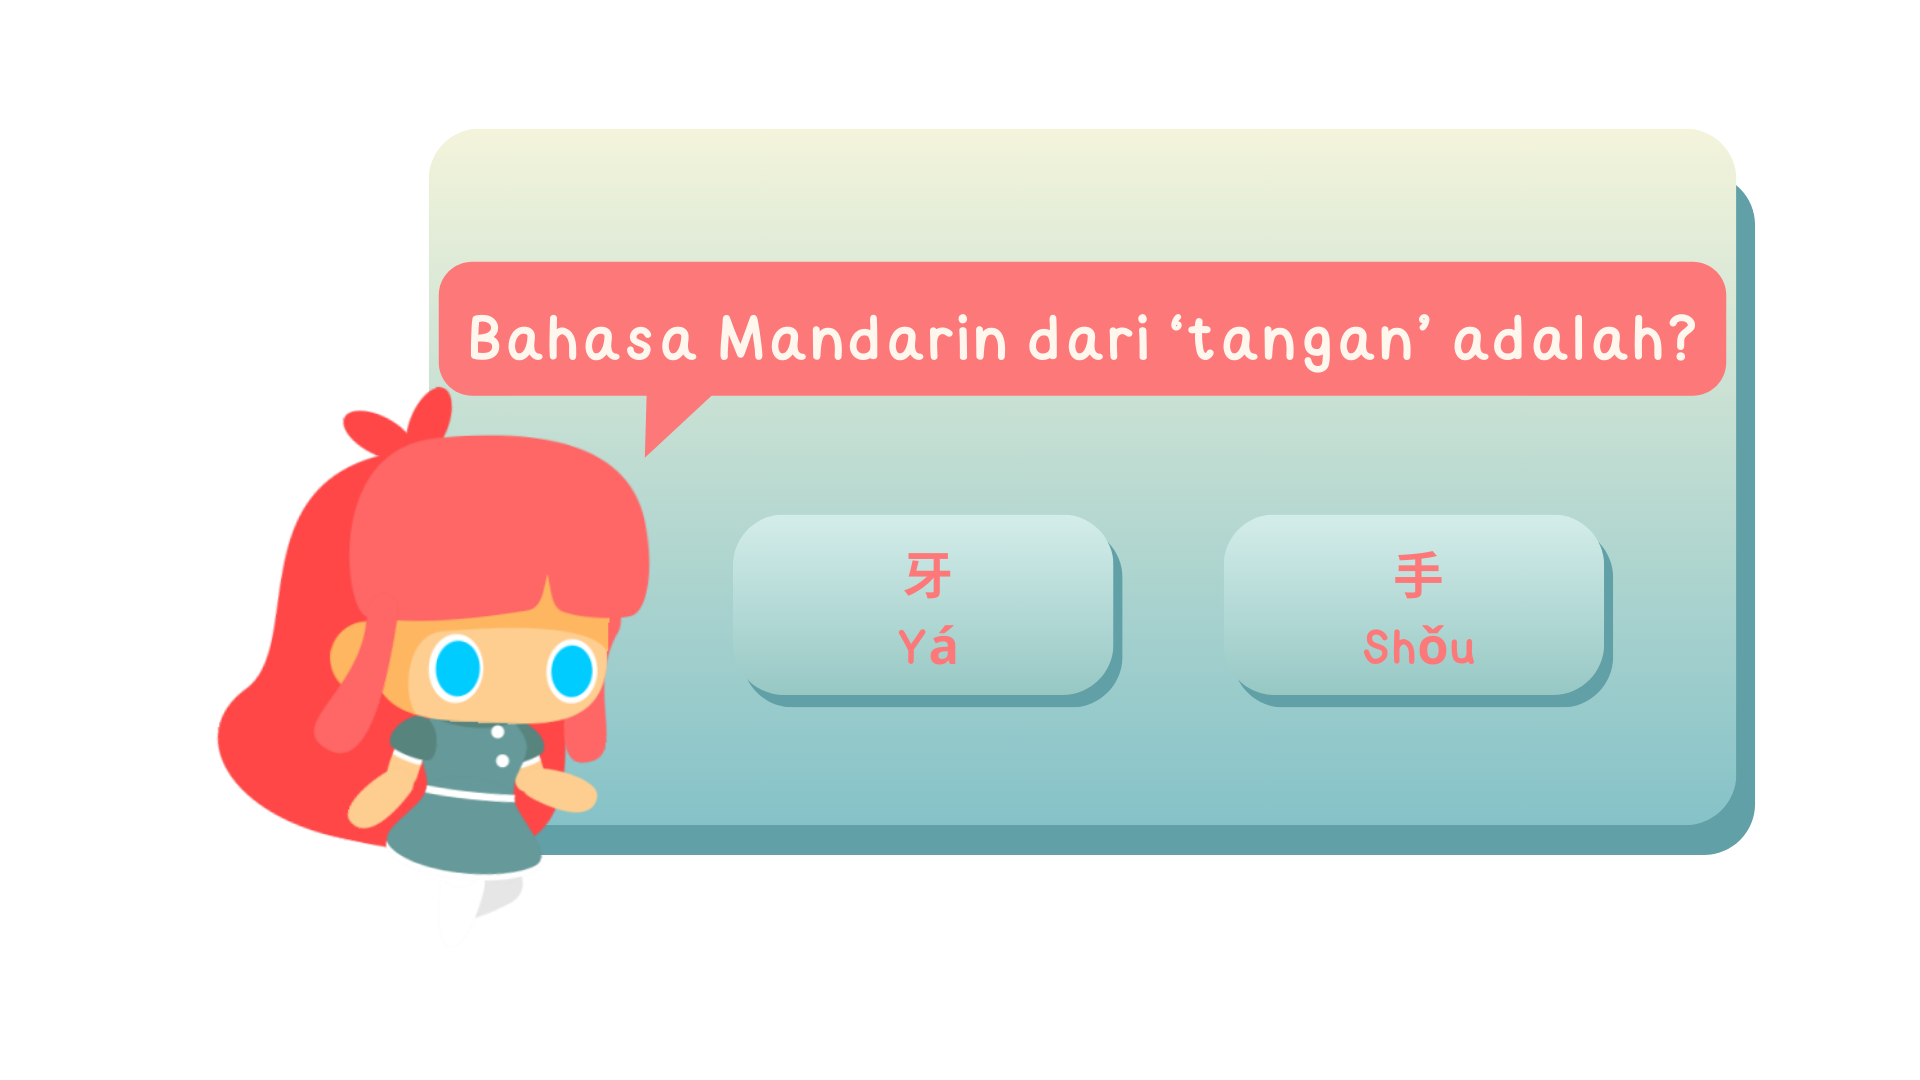 Bahasa Mandarin dari ‘tangan’ adalah?
牙
Yá
手
Shǒu